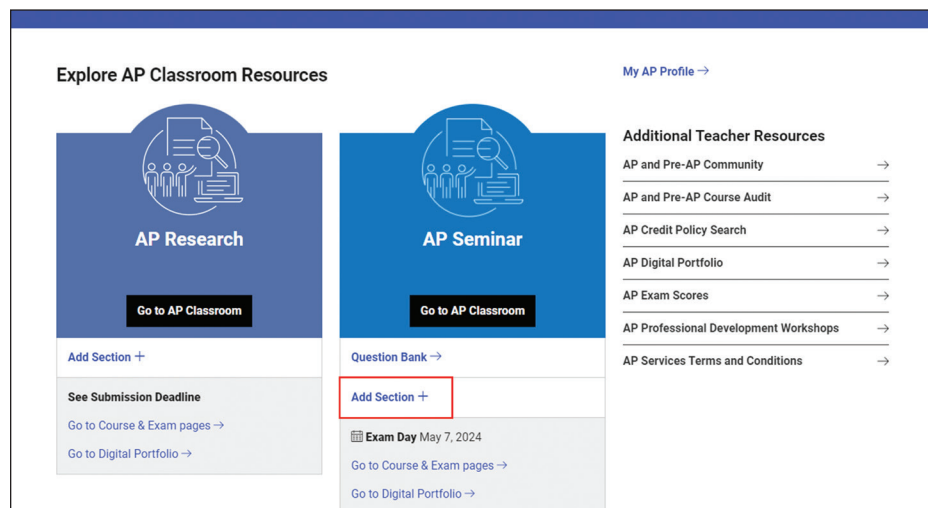 Explore AP Classroom Resources
AP Research
Go to AP Classroom
Add Section +
See Submission Deadline
Go to Course & Exam pages →
Go to Digital Portfolio →
AP Seminar
Go to AP Classroom
Question Bank →
Add Section +
Exam Day May 7, 2024
Go to Course & Exam pages →
Go to Digital Portfolio →
My AP Profile →
Additional Teacher Resources
AP and Pre-AP Community →
AP and Pre-AP Course Audit →
AP Credit Policy Search →
AP Digital Portfolio →
AP Exam Scores →
AP Professional Development Workshops →
AP Services Terms and Conditions →